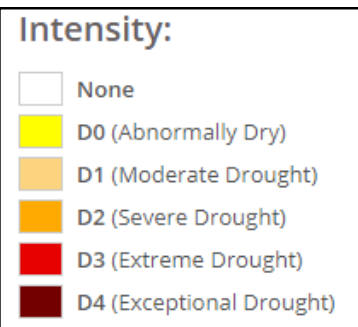 Intensity:
None
D0 (Abnormally Dry)
D1 (Moderate Drought)
D2 (Severe Drought)
D3 (Extreme Drought)
D4 (Exceptional Drought)